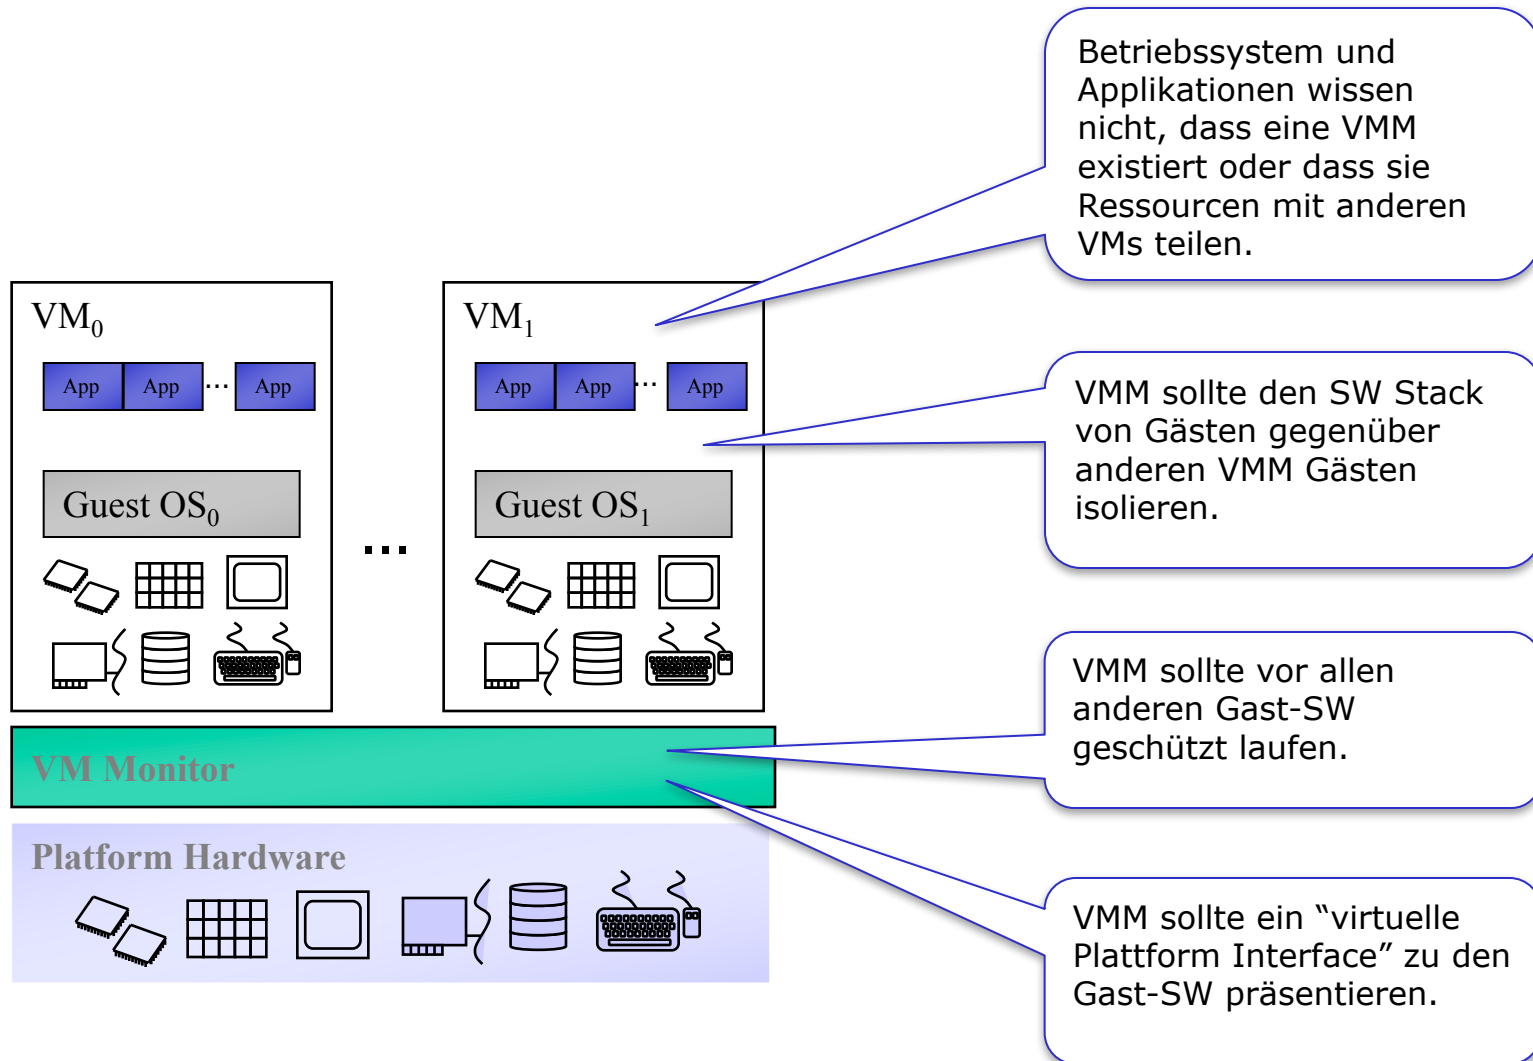 Betriebssystem und
Applikationen wissen
nicht, dass eine VMM
existiert oder dass sie
Ressourcen mit anderen
VMs teilen.
VM0
App App ... App
Guest OS0
...
VM1
App App ... App
Guest OS1
VMM sollte den SW Stack
von Gästen gegenüber
anderen VMM Gästen
isolieren.
VM Monitor
VMM sollte vor allen
anderen Gast-SW
geschützt laufen.
Platform Hardware
VMM sollte ein “virtuelle
Plattform Interface” zu den
Gast-SW präsentieren.